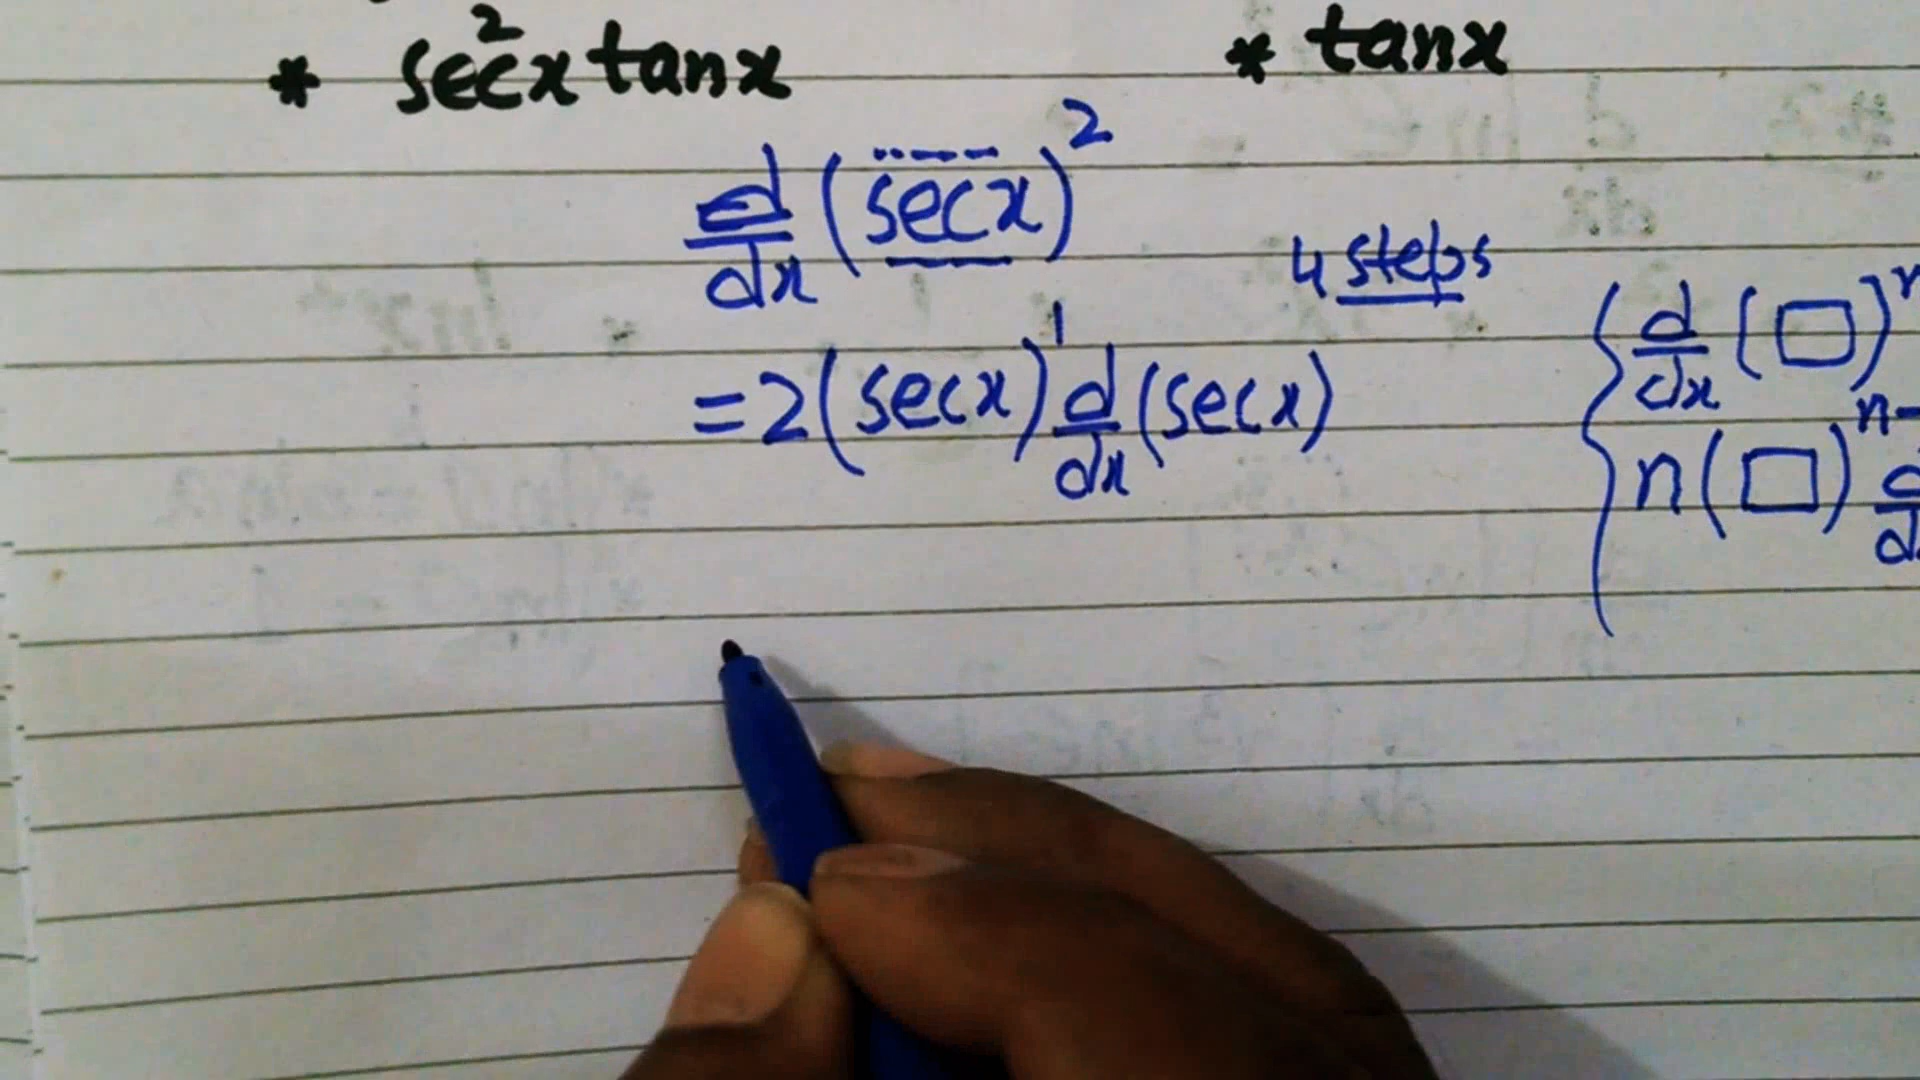 * sec²x tanx
* tanx
d/dx (secx)²
4 steps
= 2(secx)¹ d/dx (secx)
d/dx (□)ⁿ
n(□)ⁿ⁻ d/d